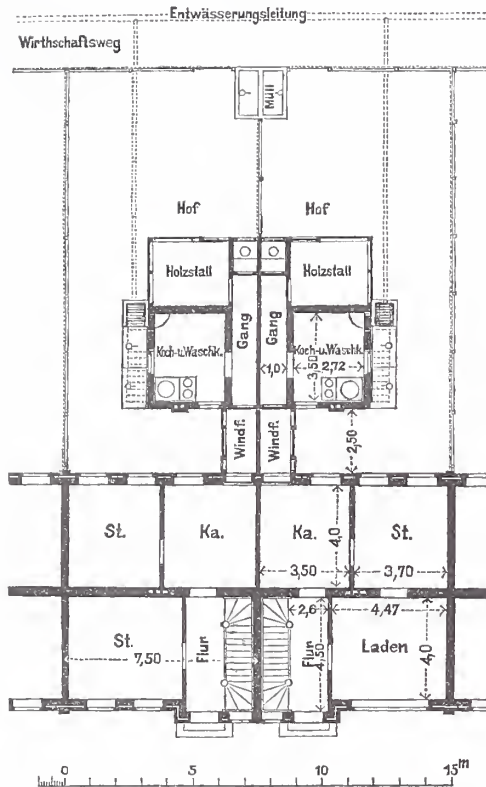 Entwässerungsleitung
Wirthschaftsweg
Müll
Hof Hof
Holzstall Holzstall
Gang Gang
Koch-u.Waschk. Koch-u.Waschk.
1,0 3,50 2,72
Windf. Windf. 2,50
St. Ka. Ka. St.
4,0
3,50 3,70
2,6 4,47
St. Flur Flur Laden
7,50 4,50 4,0
0 5 10 15m